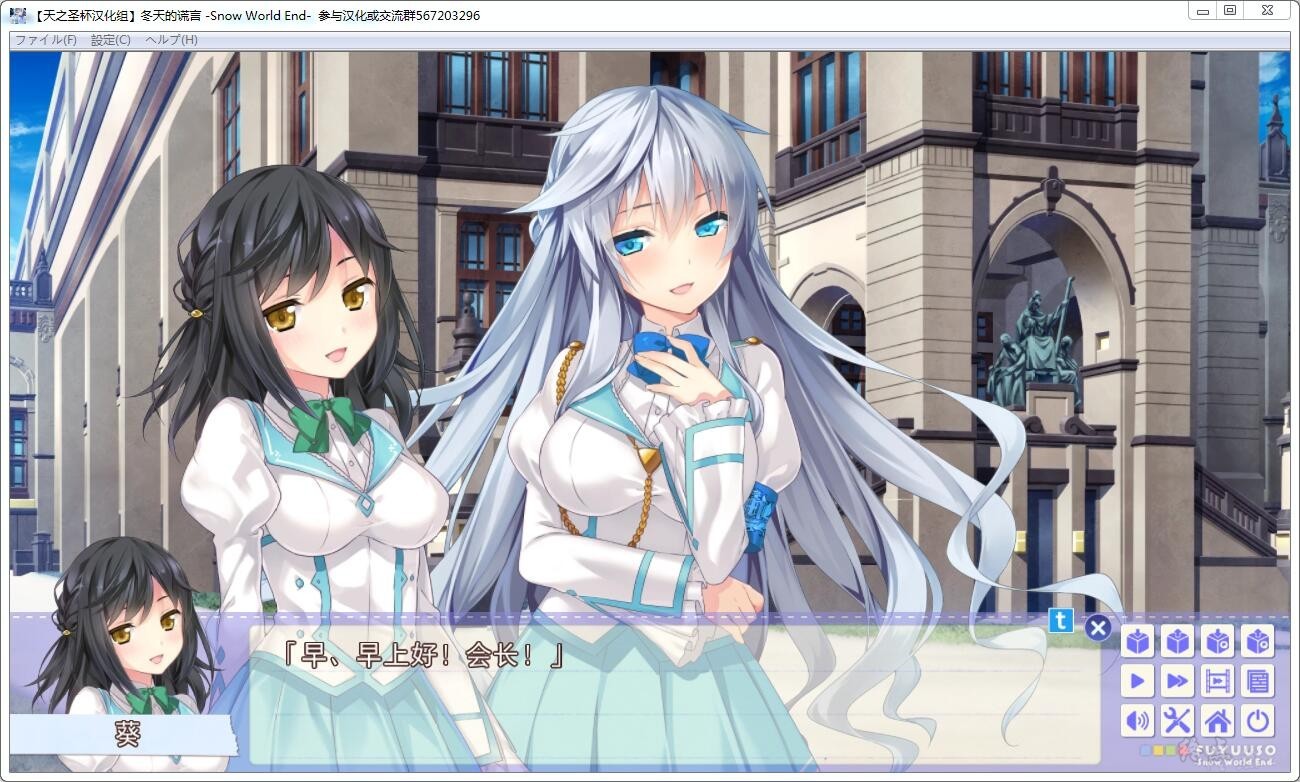 【天之圣杯汉化组】冬天的谎言 -Snow World End-  参与汉化或交流群567203296
ファイル(F)  設定(C)  ヘルプ(H)
「早、早上好！会长！」
葵
t
FUYUUSO
-Snow World End-